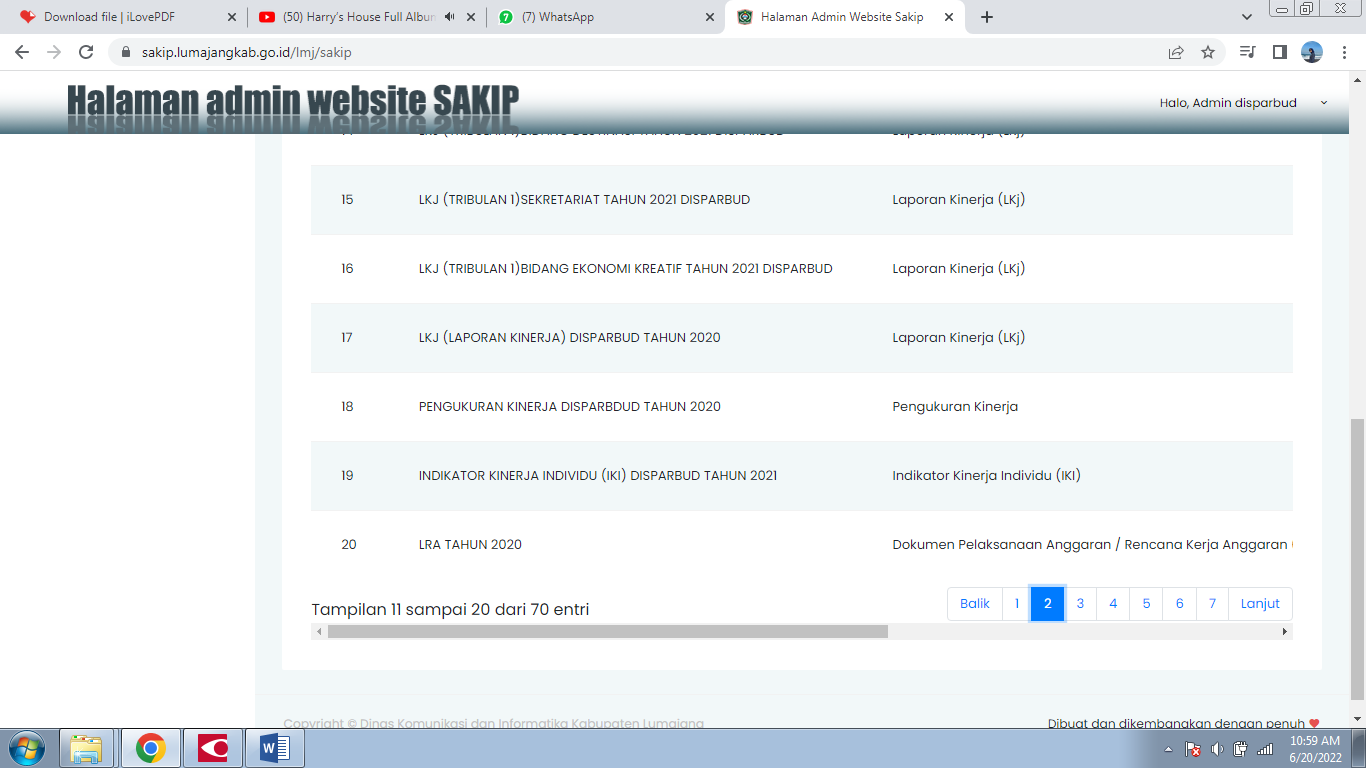 Download file | iLovePDF
(50) Harry's House Full Album
(7) WhatsApp
Halaman Admin Website Sakip
sakip.lumajangkab.go.id/lmj/sakip
Halaman admin website SAKIP
Halo, Admin disparbud
15 LKJ (TRIBULAN 1)SEKRETARIAT TAHUN 2021 DISPARBUD Laporan Kinerja (LKj)
16 LKJ (TRIBULAN 1)BIDANG EKONOMI KREATIF TAHUN 2021 DISPARBUD Laporan Kinerja (LKj)
17 LKJ (LAPORAN KINERJA) DISPARBUD TAHUN 2020 Laporan Kinerja (LKj)
18 PENGUKURAN KINERJA DISPARBDUD TAHUN 2020 Pengukuran Kinerja
19 INDIKATOR KINERJA INDIVIDU (IKI) DISPARBUD TAHUN 2021 Indikator Kinerja Individu (IKI)
20 LRA TAHUN 2020 Dokumen Pelaksanaan Anggaran / Rencana Kerja Anggaran (
Tampilan 11 sampai 20 dari 70 entri
Balik 1 2 3 4 5 6 7 Lanjut
Copyright © Dinas Komunikasi dan Informatika Kabupaten Lumajang
Dibuat dan dikembangkan dengan penuh
10:59 AM
6/20/2022